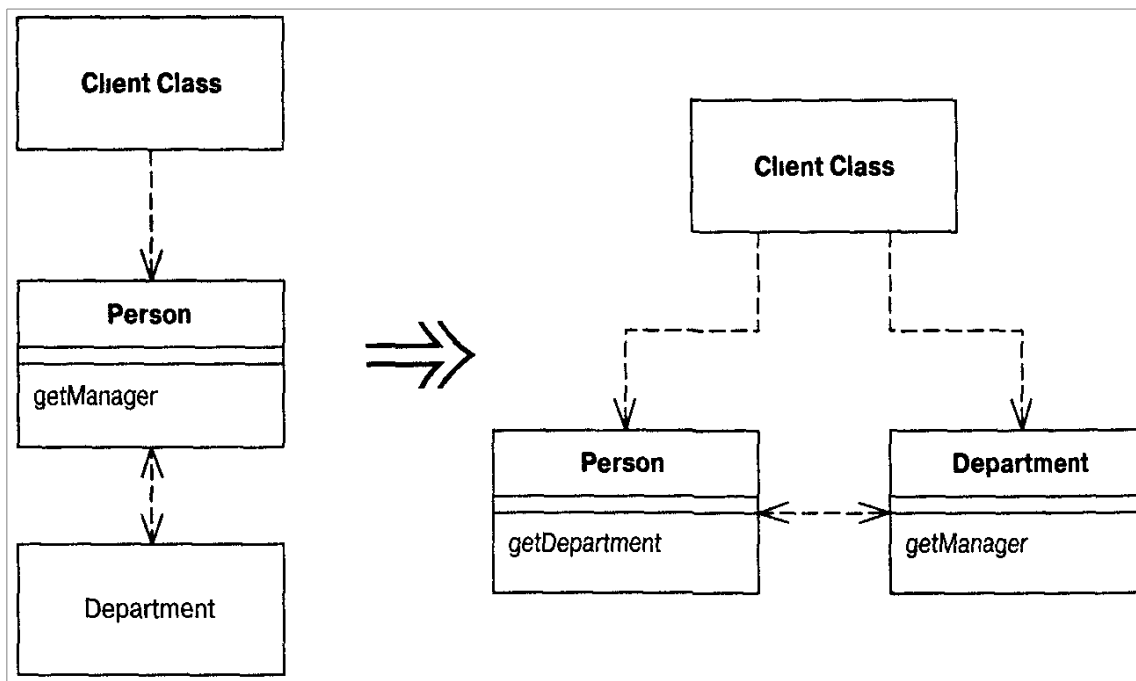 Client Class
Person
getManager
Department
Client Class
Person
getDepartment
Department
getManager